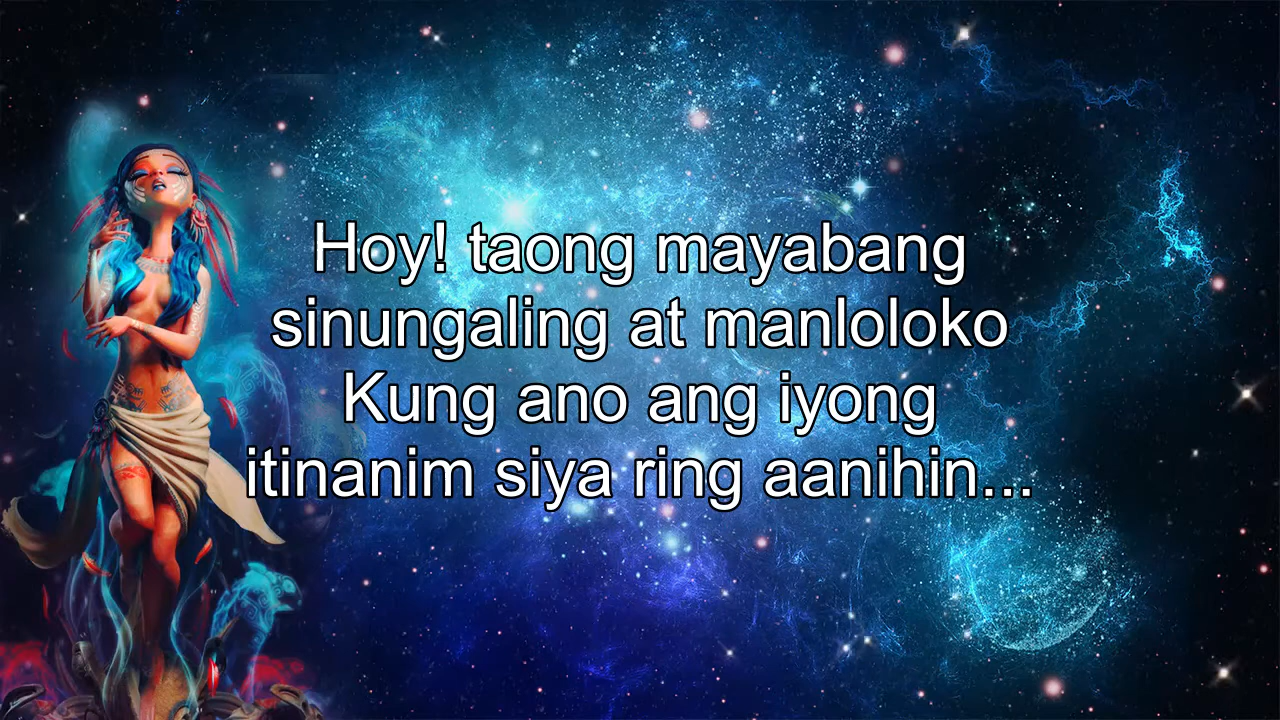 Hoy! taong mayabang
sinungaling at manloloko
Kung ano ang iyong
itinanim siya ring aanihin...